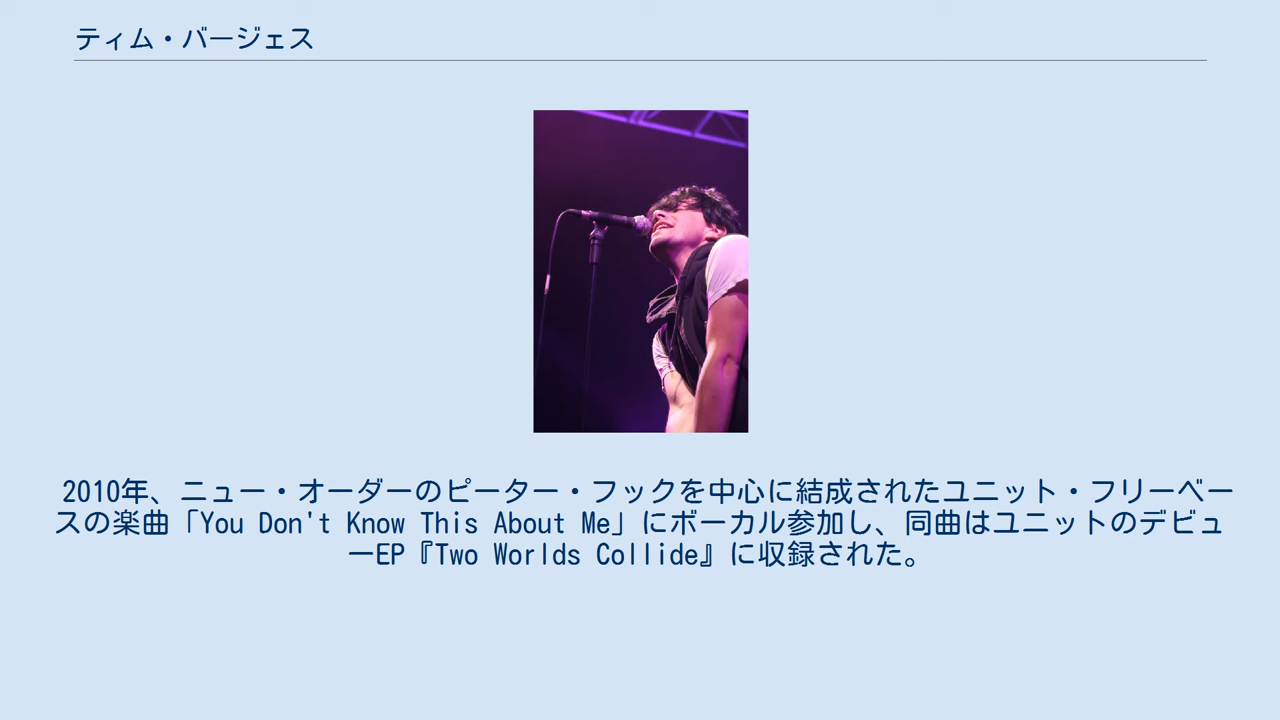 ティム・バージェス
2010年、ニュー・オーダーのピーター・フックを中心に結成されたユニット・フリーベー
スの楽曲「You Don't Know This About Me」にボーカル参加し、同曲はユニットのデビュ
ーEP『Two Worlds Collide』に収録された。